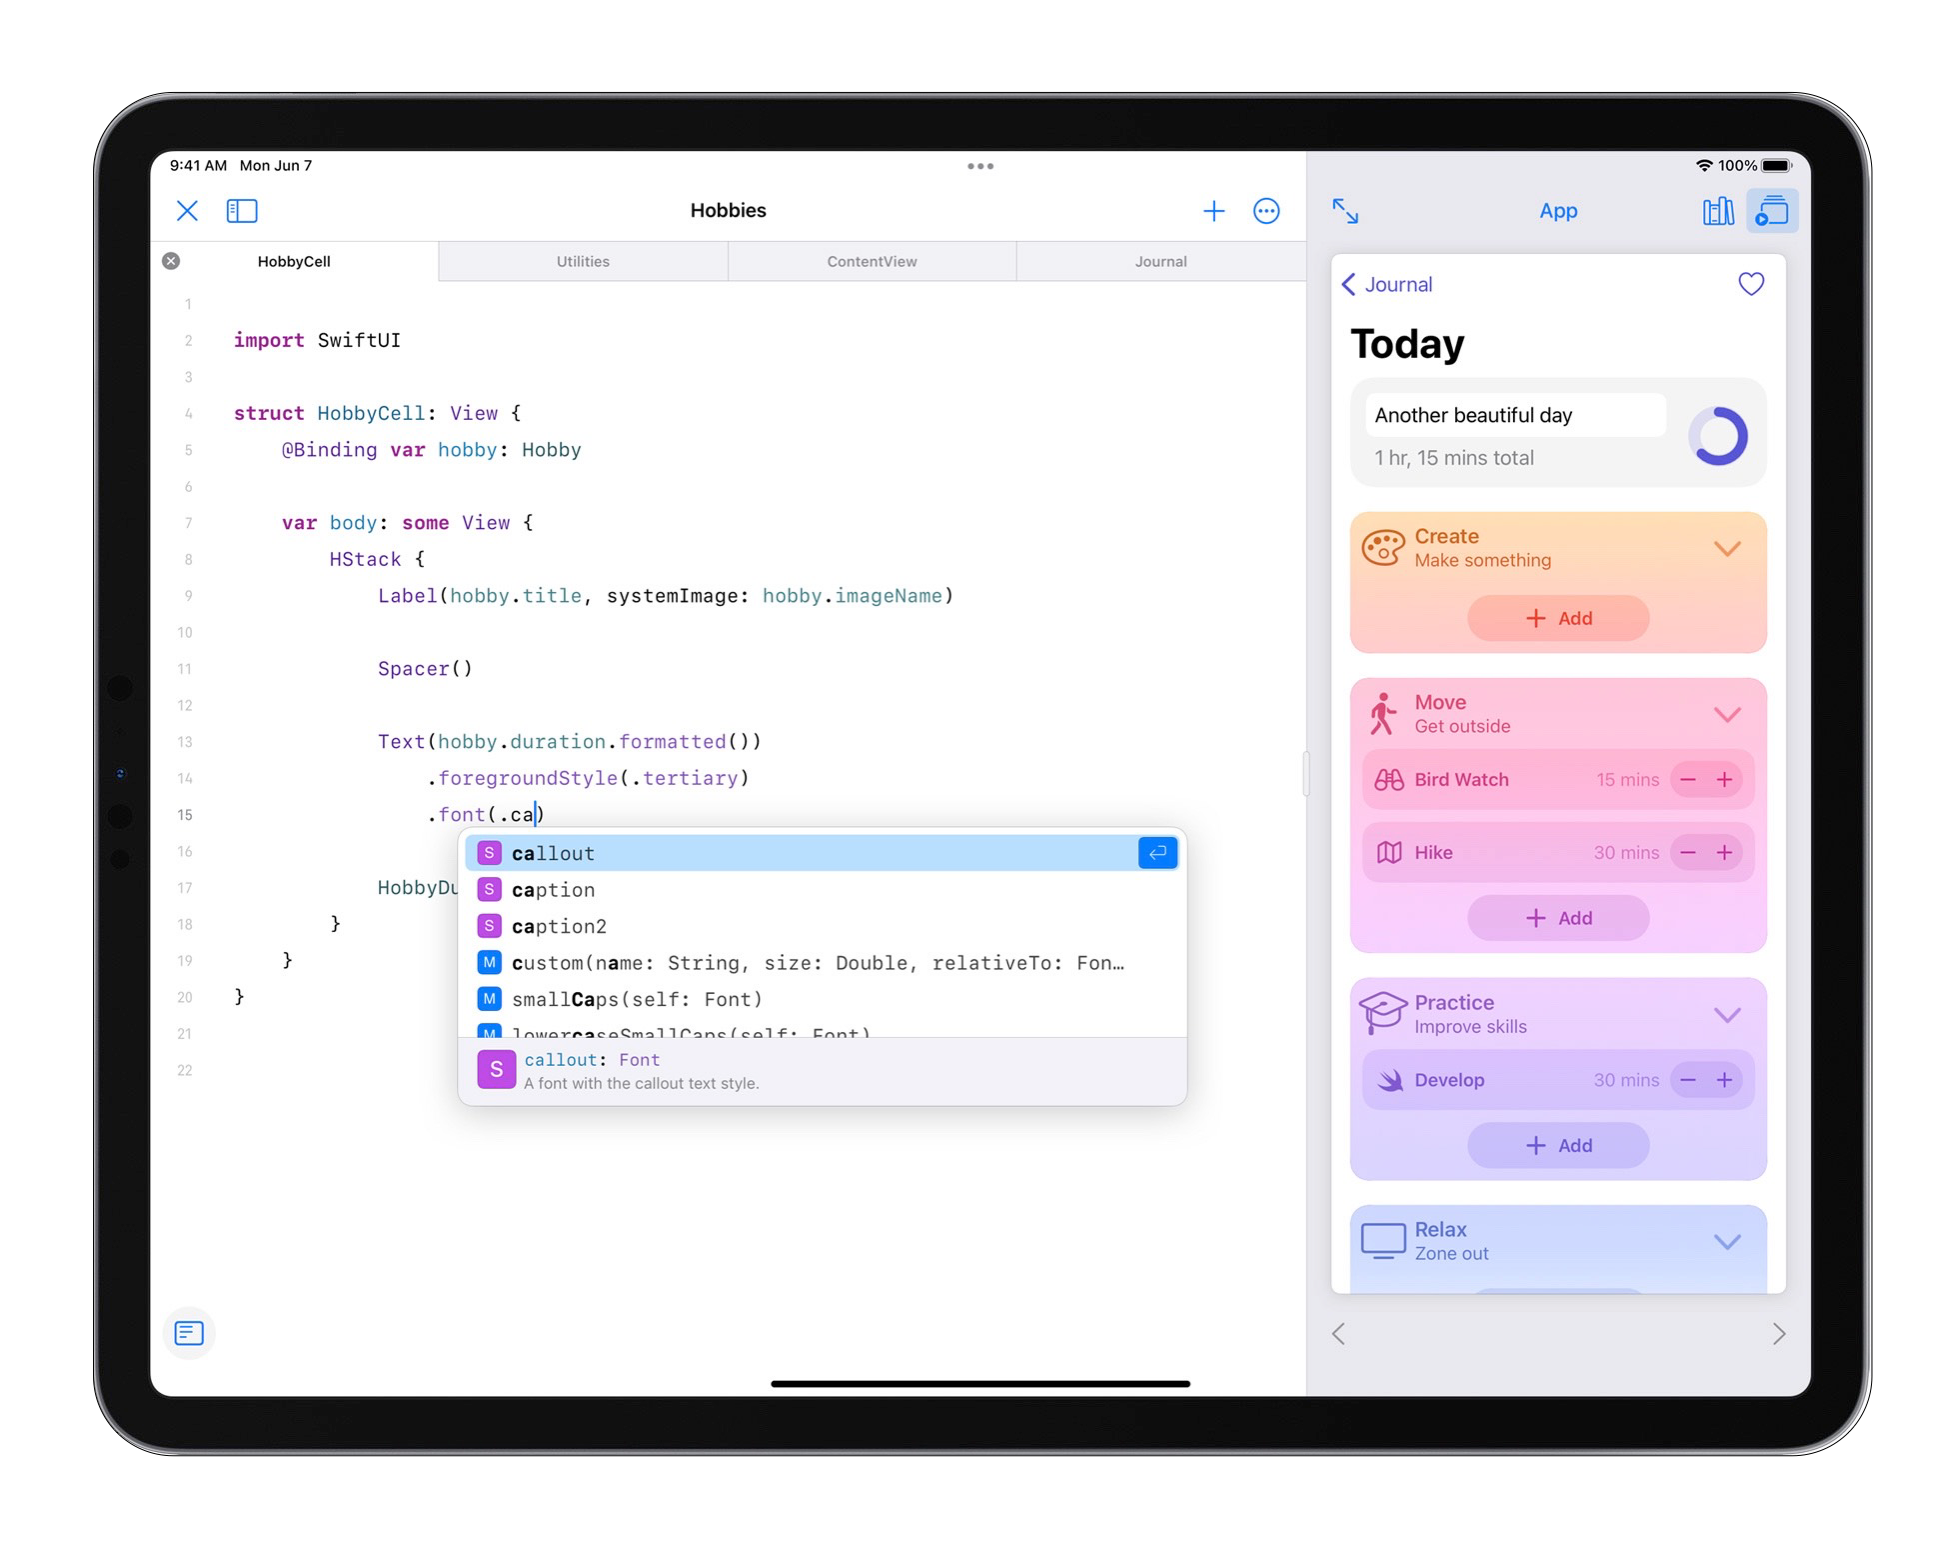 9:41 AM Mon Jun 7
100%
Hobbies
App
HobbyCell
Utilities
ContentView
Journal
1
2 import SwiftUI
3
4 struct HobbyCell: View {
5 @Binding var hobby: Hobby
6
7 var body: some View {
8 HStack {
9 Label(hobby.title, systemImage: hobby.imageName)
10
11 Spacer()
12
13 Text(hobby.duration.formatted())
14 .foregroundStyle(.tertiary)
15 .font(.ca)
16
17 HobbyDu
18 }
19 }
20 }
21
22
S callout
S caption
S caption2
M custom(name: String, size: Double, relativeTo: Fon…
M smallCaps(self: Font)
M lowercaseSmallCaps(self: Font)
S callout: Font
A font with the callout text style.
Journal
Today
Another beautiful day
1 hr, 15 mins total
Create
Make something
+ Add
Move
Get outside
Bird Watch 15 mins − +
Hike 30 mins − +
+ Add
Practice
Improve skills
Develop 30 mins − +
+ Add
Relax
Zone out